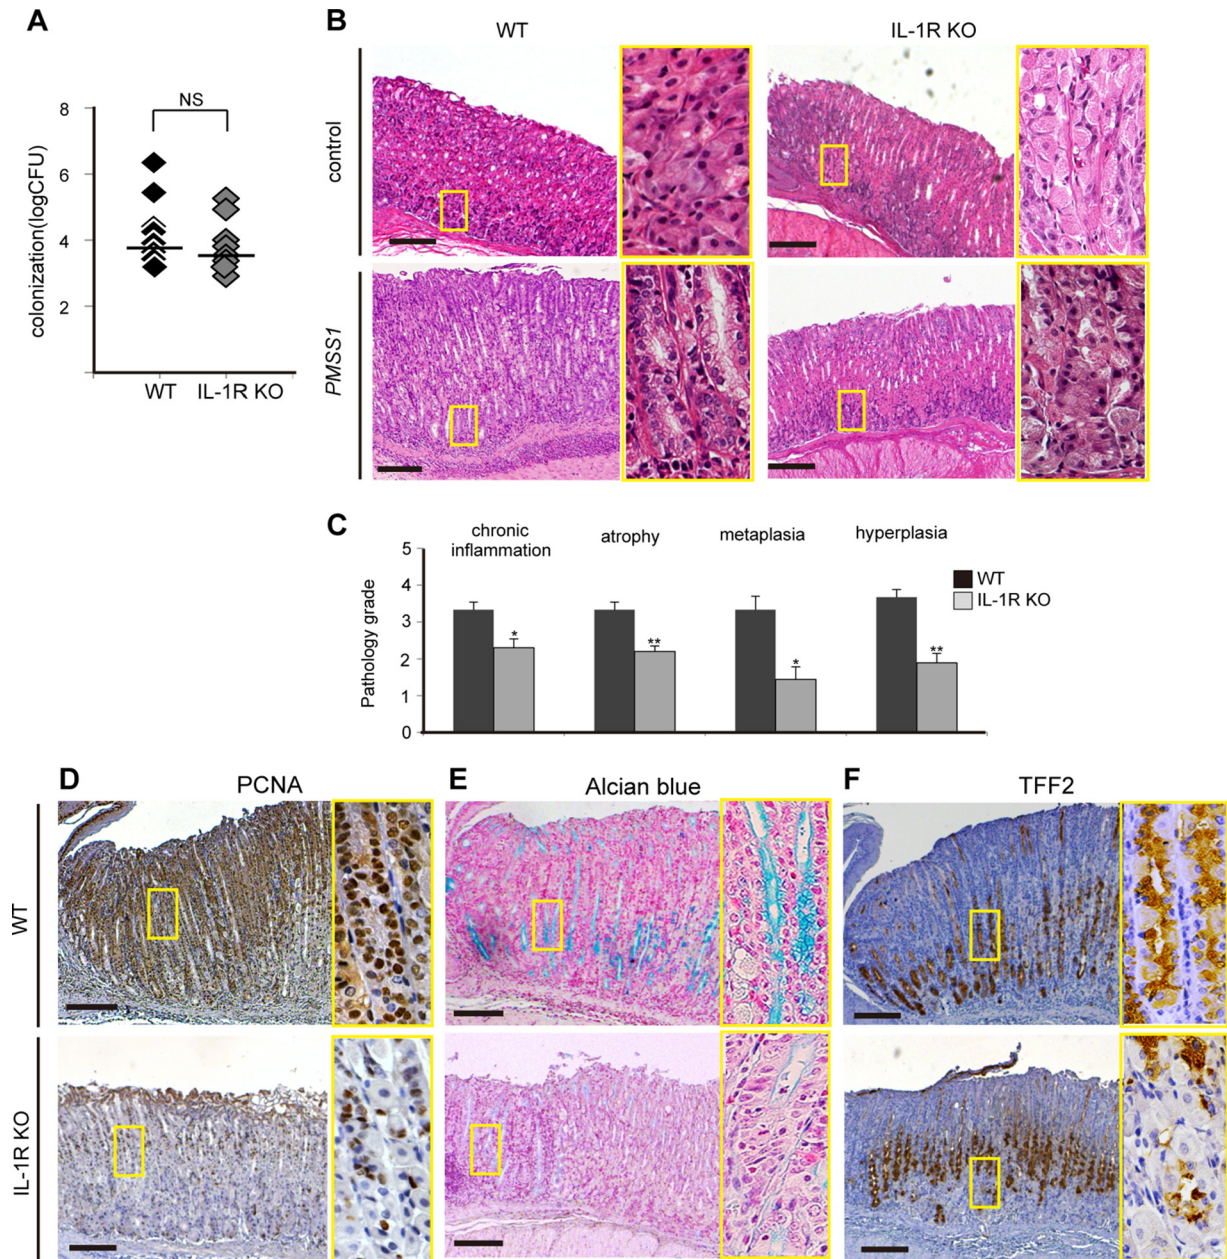 A
colonization(logCFU)
8
6
4
2
NS
WT
IL-1R KO
B
WT
IL-1R KO
control
PMSS1
C
Pathology grade
5
4
3
2
1
0
chronic
inflammation
atrophy
metaplasia
hyperplasia
*
**
*
**
WT
IL-1R KO
D
PCNA
E
Alcian blue
F
TFF2
WT
IL-1R KO